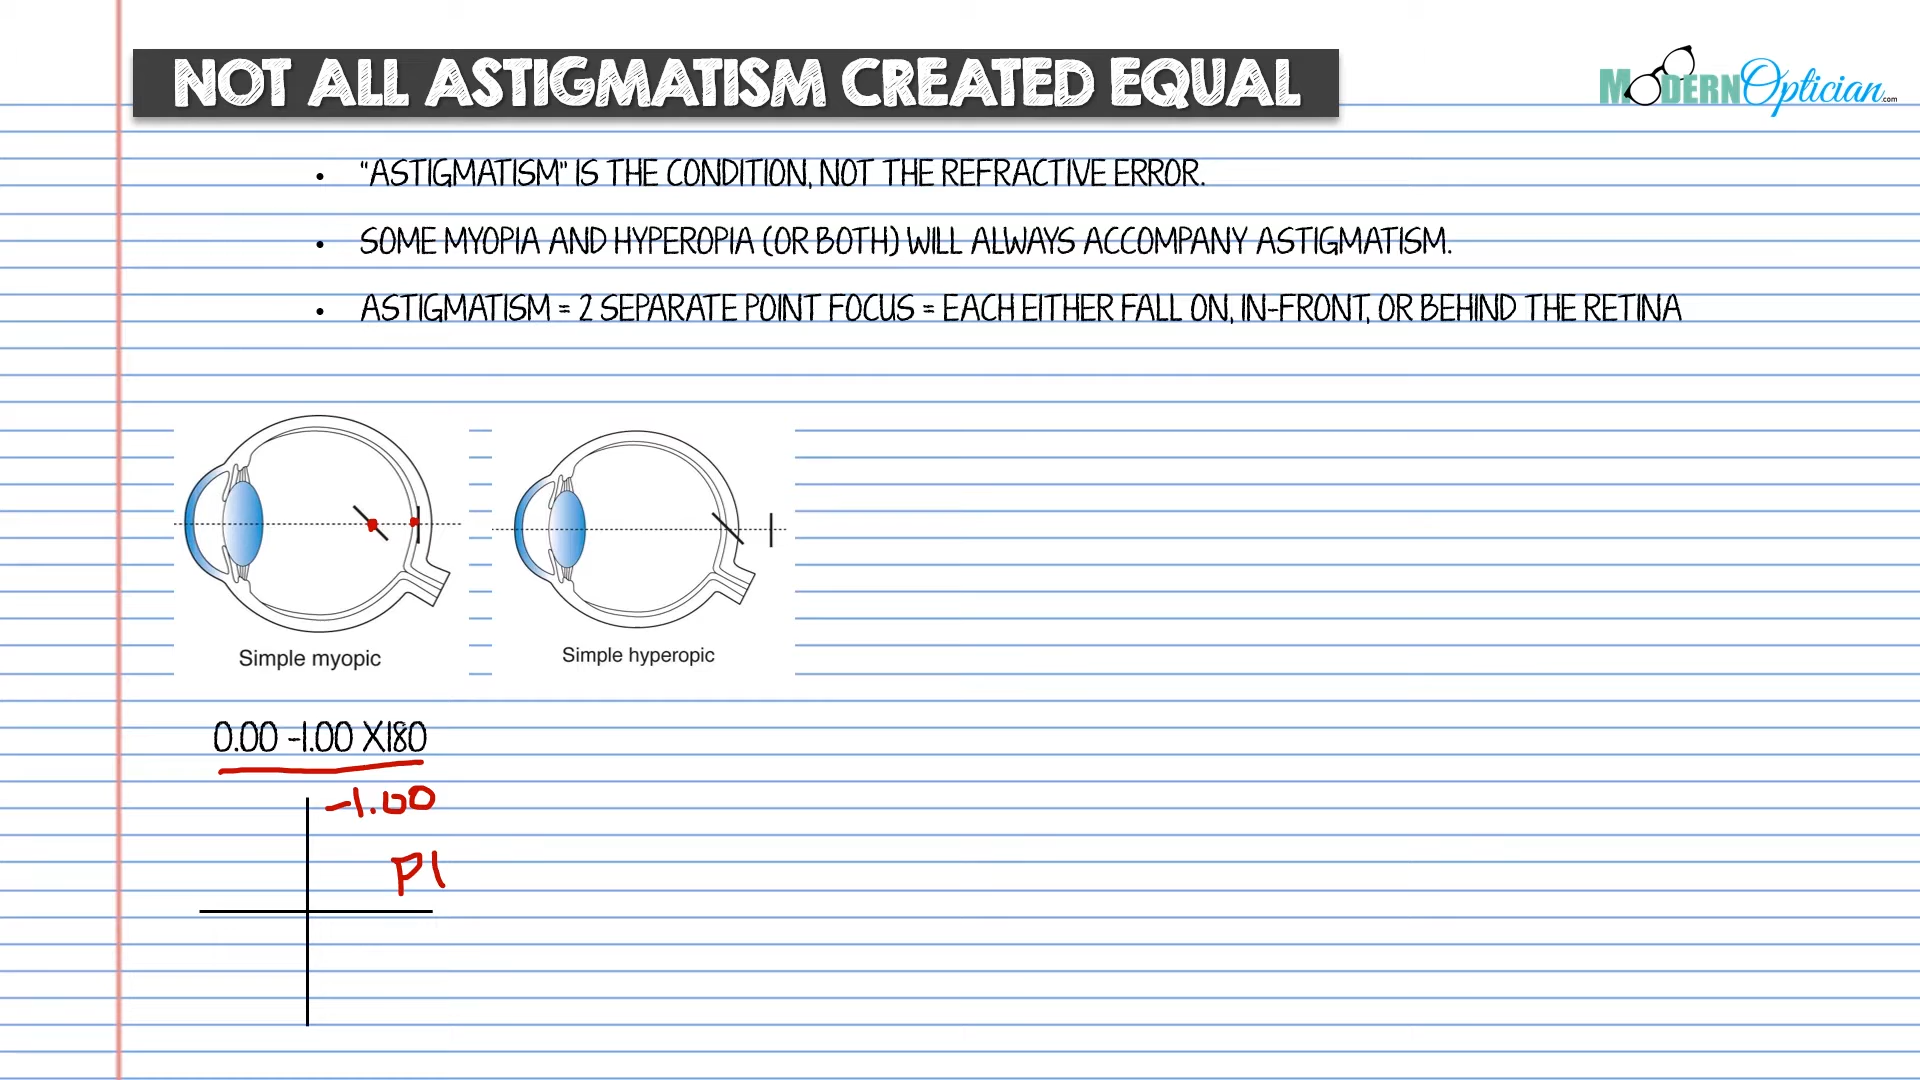 NOT ALL ASTIGMATISM CREATED EQUAL
MODERN Optician.com
• "ASTIGMATISM" IS THE CONDITION, NOT THE REFRACTIVE ERROR.
• SOME MYOPIA AND HYPEROPIA (OR BOTH) WILL ALWAYS ACCOMPANY ASTIGMATISM.
• ASTIGMATISM = 2 SEPARATE POINT FOCUS = EACH EITHER FALL ON, IN-FRONT, OR BEHIND THE RETINA
Simple myopic
Simple hyperopic
0.00 -1.00 X180
-1.00
Pl